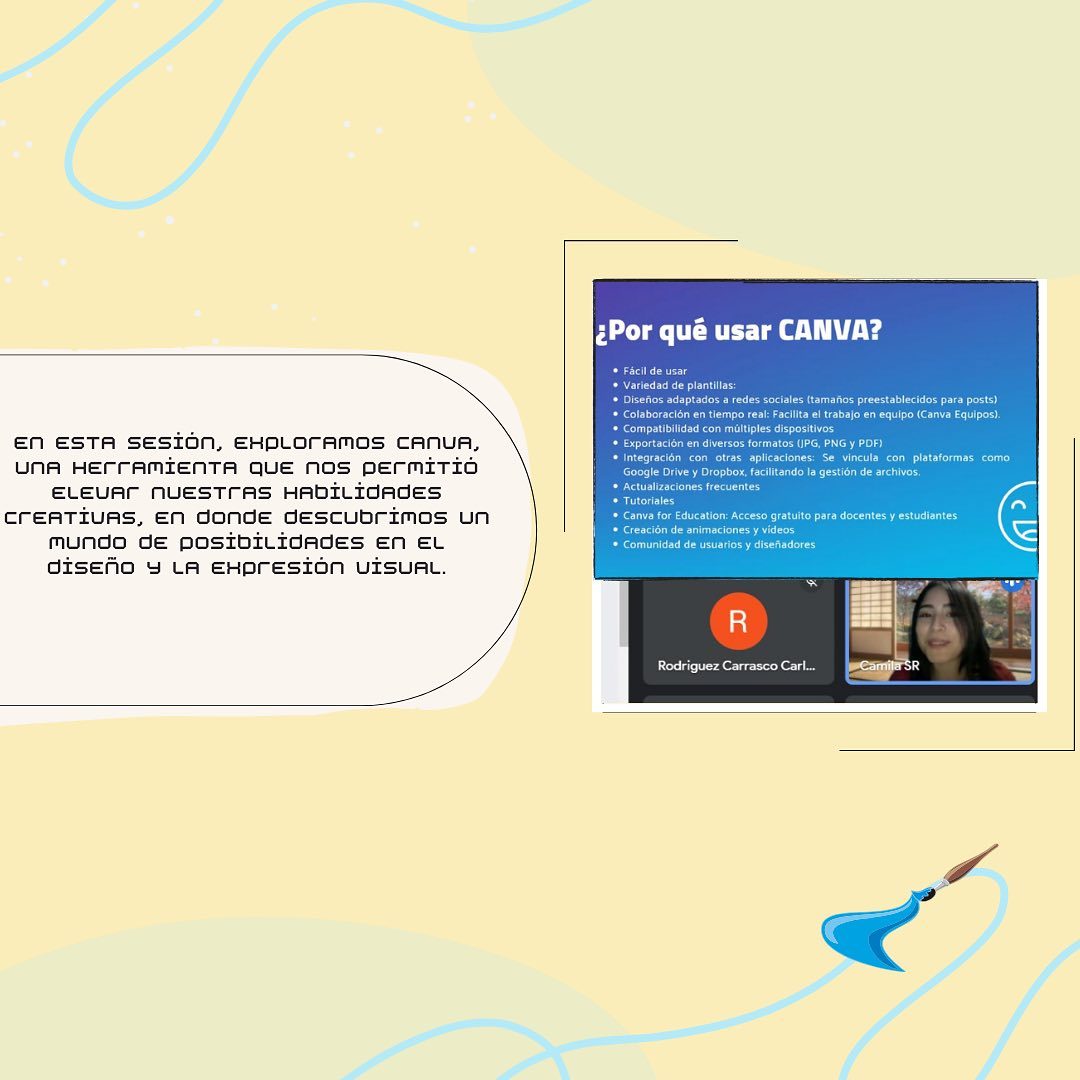 En esta sesión, exploramos Canva,
una herramienta que nos permitió
elevar nuestras habilidades
creativas, en donde descubrimos un
mundo de posibilidades en el
diseño y la expresión visual.
¿Por qué usar CANVA?
• Fácil de usar
• Variedad de plantillas:
• Diseños adaptados a redes sociales (tamaños preestablecidos para posts)
• Colaboración en tiempo real: Facilita el trabajo en equipo (Canva Equipos).
• Compatibilidad con múltiples dispositivos
• Exportación en diversos formatos (JPG, PNG y PDF)
• Integración con otras aplicaciones: Se vincula con plataformas como
Google Drive y Dropbox, facilitando la gestión de archivos.
• Actualizaciones frecuentes
• Tutoriales
• Canva for Education: Acceso gratuito para docentes y estudiantes
• Creación de animaciones y vídeos
• Comunidad de usuarios y diseñadores
R
Rodriguez Carrasco Carl...
Camila SR